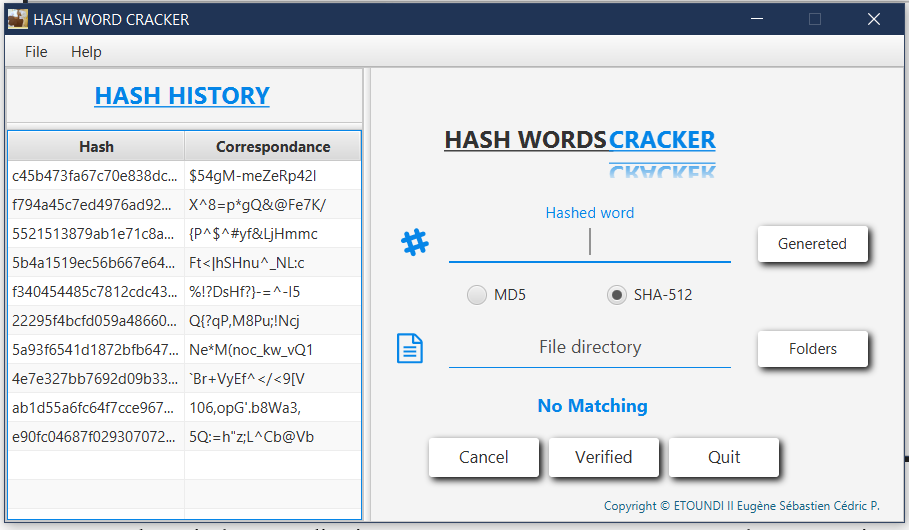 HASH WORD CRACKER
File Help
HASH HISTORY
Hash Correspondance
c45b473fa67c70e838dc... $54gM-meZeRp42I
f794a45c7ed4976ad92... X^8=p*gQ&@Fe7K/
5521513879ab1e71c8a... {P^$^#yf&LjHmmc
5b4a1519ec56b667e64... Ft<|hSHnu^_NL:c
f340454485c7812cdc43... %!?DsHf?}-=^-I5
22295f4bcfd059a48660... Q{?qP,M8Pu;!Ncj
5a93f6541d1872bfb647... Ne*M(noc_kw_vQ1
4e7e327bb7692d09b33... `Br+VyEf^</<9[V
ab1d55a6fc64f7cce967... 106,opG'.b8Wa3,
e90fc04687f029307072... 5Q:=h"z;L^Cb@Vb
HASH WORDS CRACKER
Hashed word
Genereted
MD5 SHA-512
File directory
Folders
No Matching
Cancel Verified Quit
Copyright © ETOUNDI II Eugène Sébastien Cédric P.